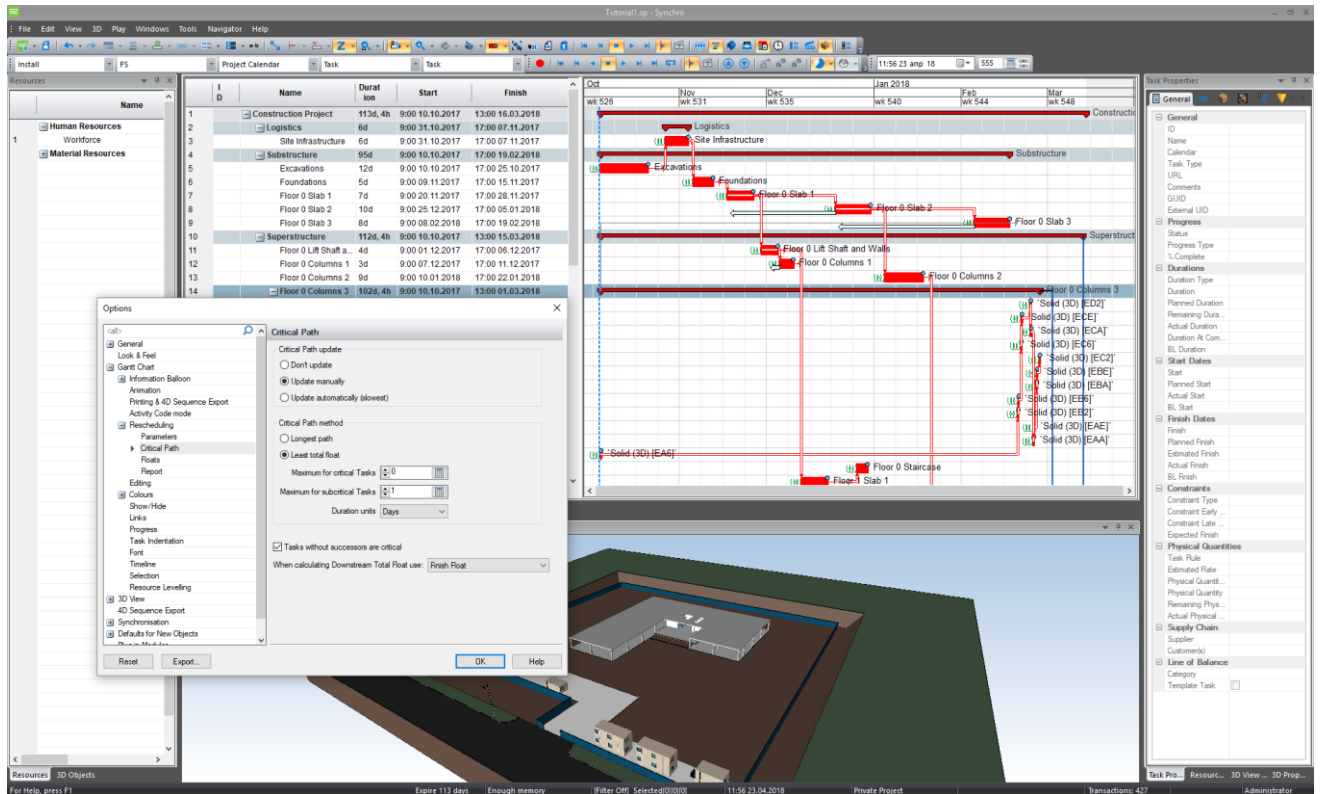 Tutorial1.sp - Synchro
File Edit View 3D Play Windows Tools Navigator Help
Install FS Project Calendar Task Task 11:56 23 апр 18 555
Resources
Name
Human Resources
1 Workforce
Material Resources
Resources 3D Objects
ID Name Duration Start Finish
1 Construction Project 113d, 4h 9:00 10.10.2017 13:00 16.03.2018
2 Logistics 6d 9:00 31.10.2017 17:00 07.11.2017
3 Site Infrastructure 6d 9:00 31.10.2017 17:00 07.11.2017
4 Substructure 95d 9:00 10.10.2017 17:00 19.02.2018
5 Excavations 12d 9:00 10.10.2017 17:00 25.10.2017
6 Foundations 5d 9:00 09.11.2017 17:00 15.11.2017
7 Floor 0 Slab 1 7d 9:00 20.11.2017 17:00 28.11.2017
8 Floor 0 Slab 2 10d 9:00 25.12.2017 17:00 05.01.2018
9 Floor 0 Slab 3 8d 9:00 08.02.2018 17:00 19.02.2018
10 Superstructure 112d, 4h 9:00 10.10.2017 13:00 15.03.2018
11 Floor 0 Lift Shaft a... 4d 9:00 01.12.2017 17:00 06.12.2017
12 Floor 0 Columns 1 3d 9:00 07.12.2017 17:00 11.12.2017
13 Floor 0 Columns 2 9d 9:00 10.01.2018 17:00 22.01.2018
14 Floor 0 Columns 3 102d, 4h 9:00 10.10.2017 13:00 01.03.2018
Oct Jan 2018
Nov Dec Feb Mar
wk 526 wk 531 wk 535 wk 540 wk 544 wk 548
Constructic
Logistics
Site Infrastructure
Substructure
Excavations
Foundations
Floor 0 Slab 1
Floor 0 Slab 2
Floor 0 Slab 3
Superstruct
Floor 0 Lift Shaft and Walls
Floor 0 Columns 1
Floor 0 Columns 2
Floor 0 Columns 3
`Solid (3D) [ED2]'
`Solid (3D) [ECE]'
`Solid (3D) [ECA]'
`Solid (3D) [EC6]'
`Solid (3D) [EC2]'
`Solid (3D) [EBE]'
`Solid (3D) [EBA]'
`Solid (3D) [EB6]'
`Solid (3D) [EB2]'
`Solid (3D) [EAE]'
`Solid (3D) [EAA]'
`Solid (3D) [EA6]'
Floor 0 Staircase
Floor 1 Slab 1
Options
<all>
General
Look & Feel
Gantt Chart
Information Balloon
Animation
Printing & 4D Sequence Export
Activity Code mode
Rescheduling
Parameters
Critical Path
Floats
Report
Editing
Colours
Show/Hide
Links
Progress
Task Indentation
Font
Timeline
Selection
Resource Levelling
3D View
4D Sequence Export
Synchronisation
Defaults for New Objects
Critical Path
Critical Path update
Don't update
Update manually
Update automatically (slowest)
Critical Path method
Longest path
Least total float
Maximum for critical Tasks 0
Maximum for subcritical Tasks 1
Duration units Days
Tasks without successors are critical
When calculating Downstream Total Float use: Finish Float
Reset Export... OK Help
Task Properties
General
General
ID
Name
Calendar
Task Type
URL
Comments
GUID
External UID
Progress
Status
Progress Type
% Complete
Durations
Duration Type
Duration
Planned Duration
Remaining Dura...
Actual Duration
Duration At Com...
BL Duration
Start Dates
Start
Planned Start
Actual Start
BL Start
Finish Dates
Finish
Planned Finish
Estimated Finish
Actual Finish
BL Finish
Constraints
Constraint Type
Constraint Early ...
Constraint Late ...
Expected Finish
Physical Quantities
Task Rule
Estimated Rate
Physical Quantit...
Physical Quantity
Remaining Phys...
Actual Physical ...
Supply Chain
Supplier
Customer(s)
Line of Balance
Category
Template Task
Task Pro... Resourc... 3D View ... 3D Prop...
For Help, press F1 Expire 113 days Enough memory [Filter Off] Selected[0][0][0] 11:56 23.04.2018 Private Project Transactions: 427 Administrator